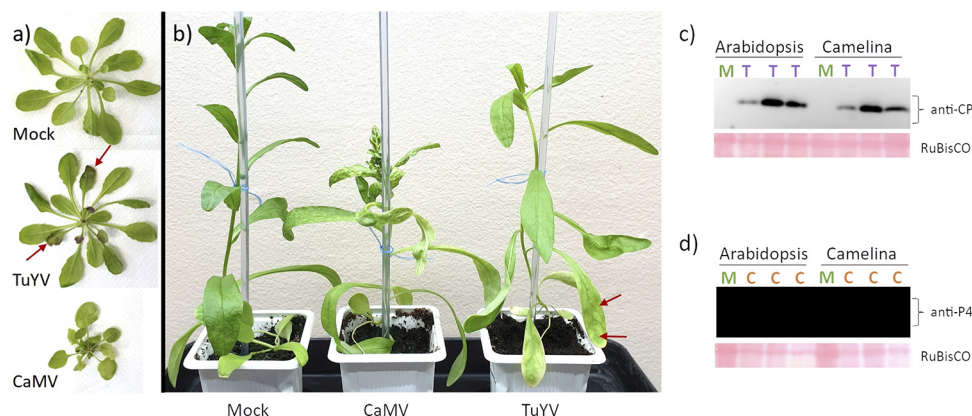 a)
Mock
TuYV
CaMV
b)
Mock CaMV TuYV
c)
Arabidopsis Camelina
M T T T M T T T
anti-CP
RuBisCO
d)
Arabidopsis Camelina
M C C C M C C C
anti-P4
RuBisCO